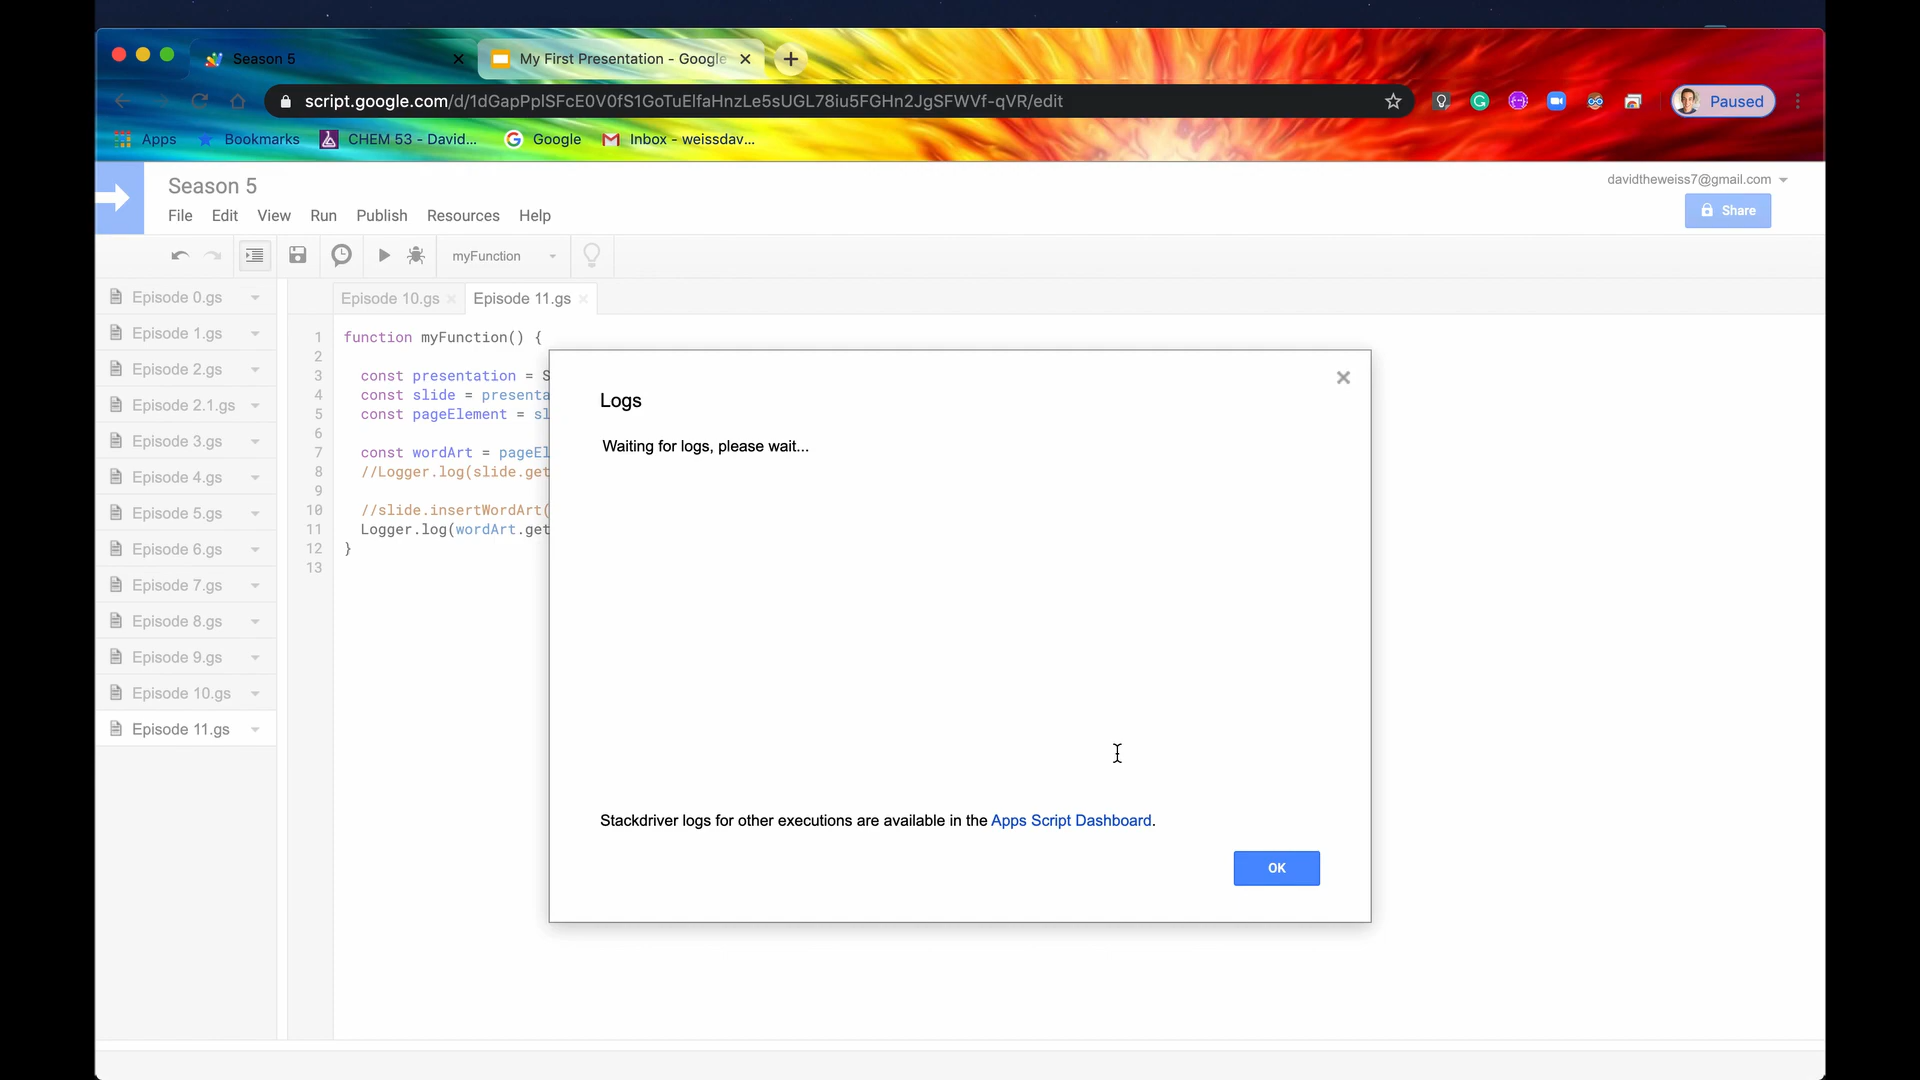 Season 5
My First Presentation - Google
script.google.com/d/1dGapPplSFcE0V0fS1GoTuElfaHnzLe5sUGL78iu5FGHn2JgSFWVf-qVR/edit
Paused
Apps
Bookmarks
CHEM 53 - David...
Google
Inbox - weissdav...
Season 5
davidtheweiss7@gmail.com
File Edit View Run Publish Resources Help
Share
myFunction
Episode 0.gs
Episode 1.gs
Episode 2.gs
Episode 2.1.gs
Episode 3.gs
Episode 4.gs
Episode 5.gs
Episode 6.gs
Episode 7.gs
Episode 8.gs
Episode 9.gs
Episode 10.gs
Episode 11.gs
Episode 10.gs
Episode 11.gs
1 function myFunction() {
2
3 const presentation = S
4 const slide = presenta
5 const pageElement = sl
6
7 const wordArt = pageEl
8 //Logger.log(slide.get
9
10 //slide.insertWordArt(
11 Logger.log(wordArt.get
12 }
13
Logs
Waiting for logs, please wait...
Stackdriver logs for other executions are available in the Apps Script Dashboard.
OK